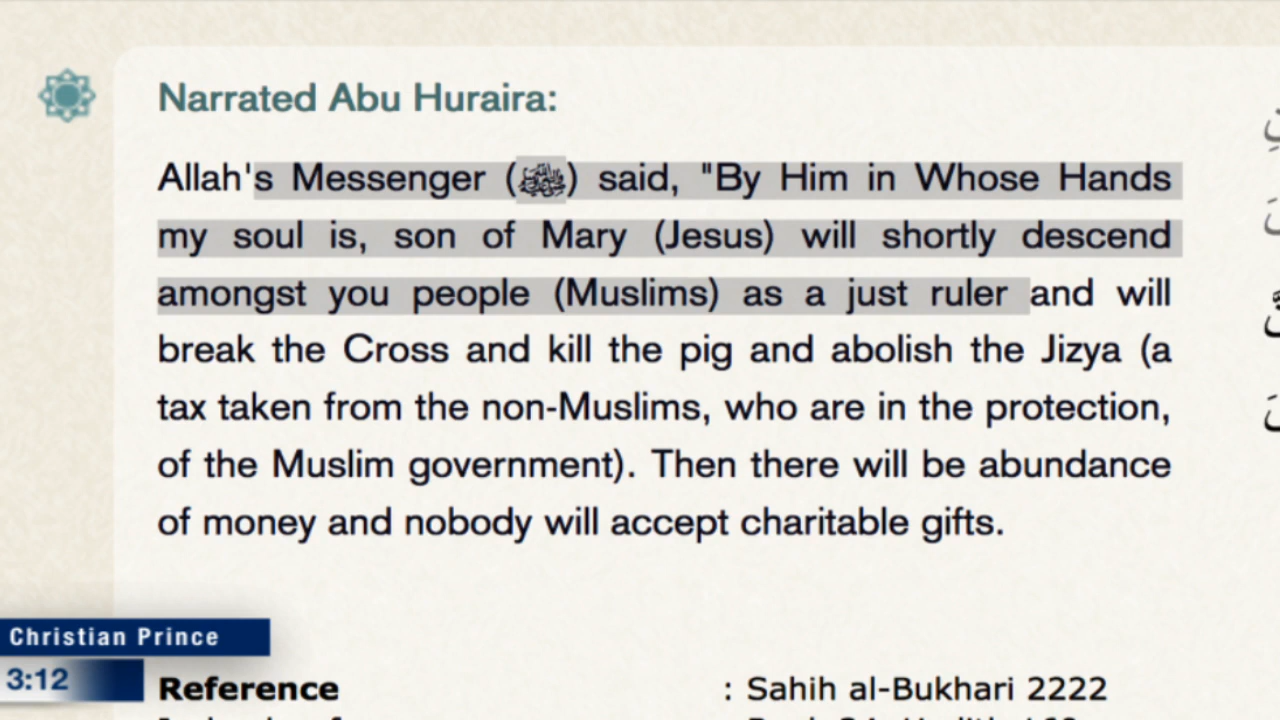 Narrated Abu Huraira:
Allah's Messenger (ﷺ) said, "By Him in Whose Hands
my soul is, son of Mary (Jesus) will shortly descend
amongst you people (Muslims) as a just ruler and will
break the Cross and kill the pig and abolish the Jizya (a
tax taken from the non-Muslims, who are in the protection,
of the Muslim government). Then there will be abundance
of money and nobody will accept charitable gifts.
Christian Prince
3:12
Reference : Sahih al-Bukhari 2222